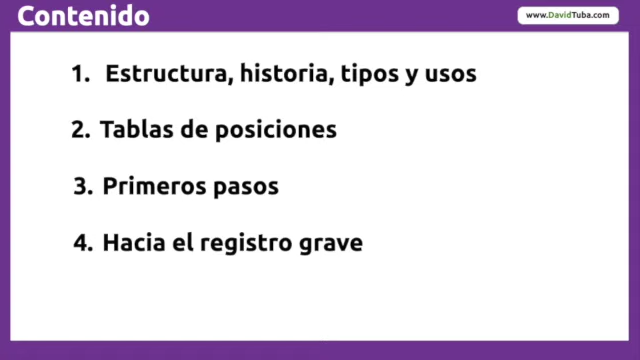 Contenido
www.DavidTuba.com
1. Estructura, historia, tipos y usos
2. Tablas de posiciones
3. Primeros pasos
4. Hacia el registro grave